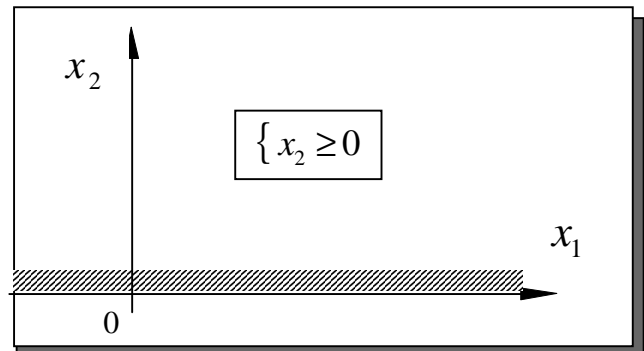 x₂
{ x₂ ≥ 0
x₁
0